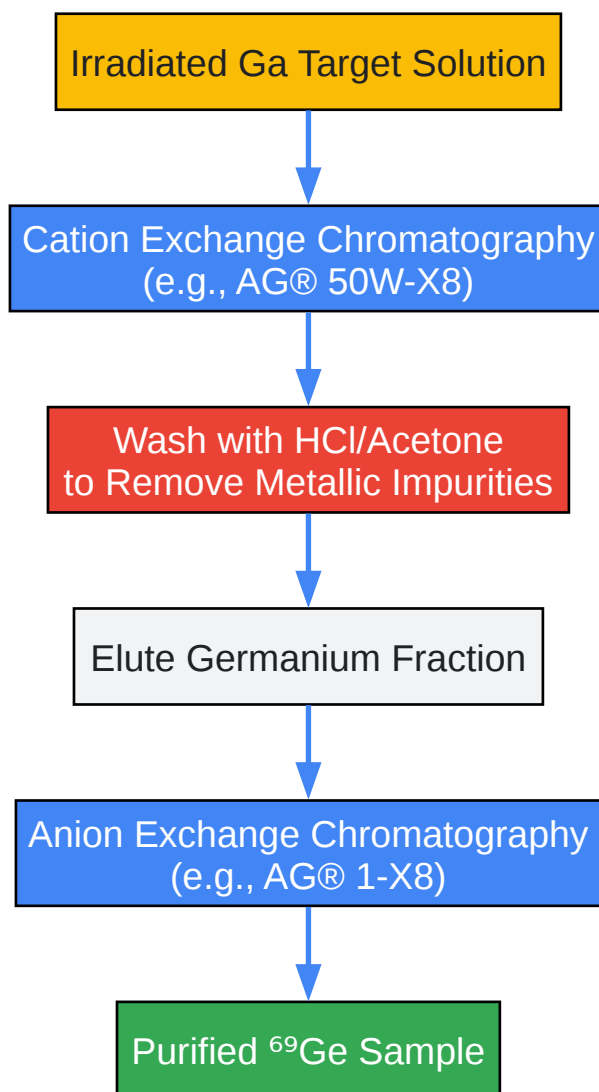 Irradiated Ga Target Solution
Cation Exchange Chromatography
(e.g., AG® 50W-X8)
Wash with HCl/Acetone
to Remove Metallic Impurities
Elute Germanium Fraction
Anion Exchange Chromatography
(e.g., AG® 1-X8)
Purified ⁶⁹Ge Sample